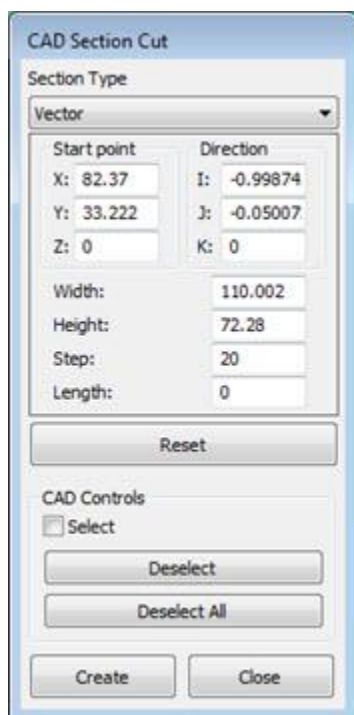 CAD Section Cut
Section Type
Vector
Start point Direction
X: 82.37 I: -0.99874
Y: 33.222 J: -0.05007
Z: 0 K: 0
Width: 110.002
Height: 72.28
Step: 20
Length: 0
Reset
CAD Controls
Select
Deselect
Deselect All
Create Close